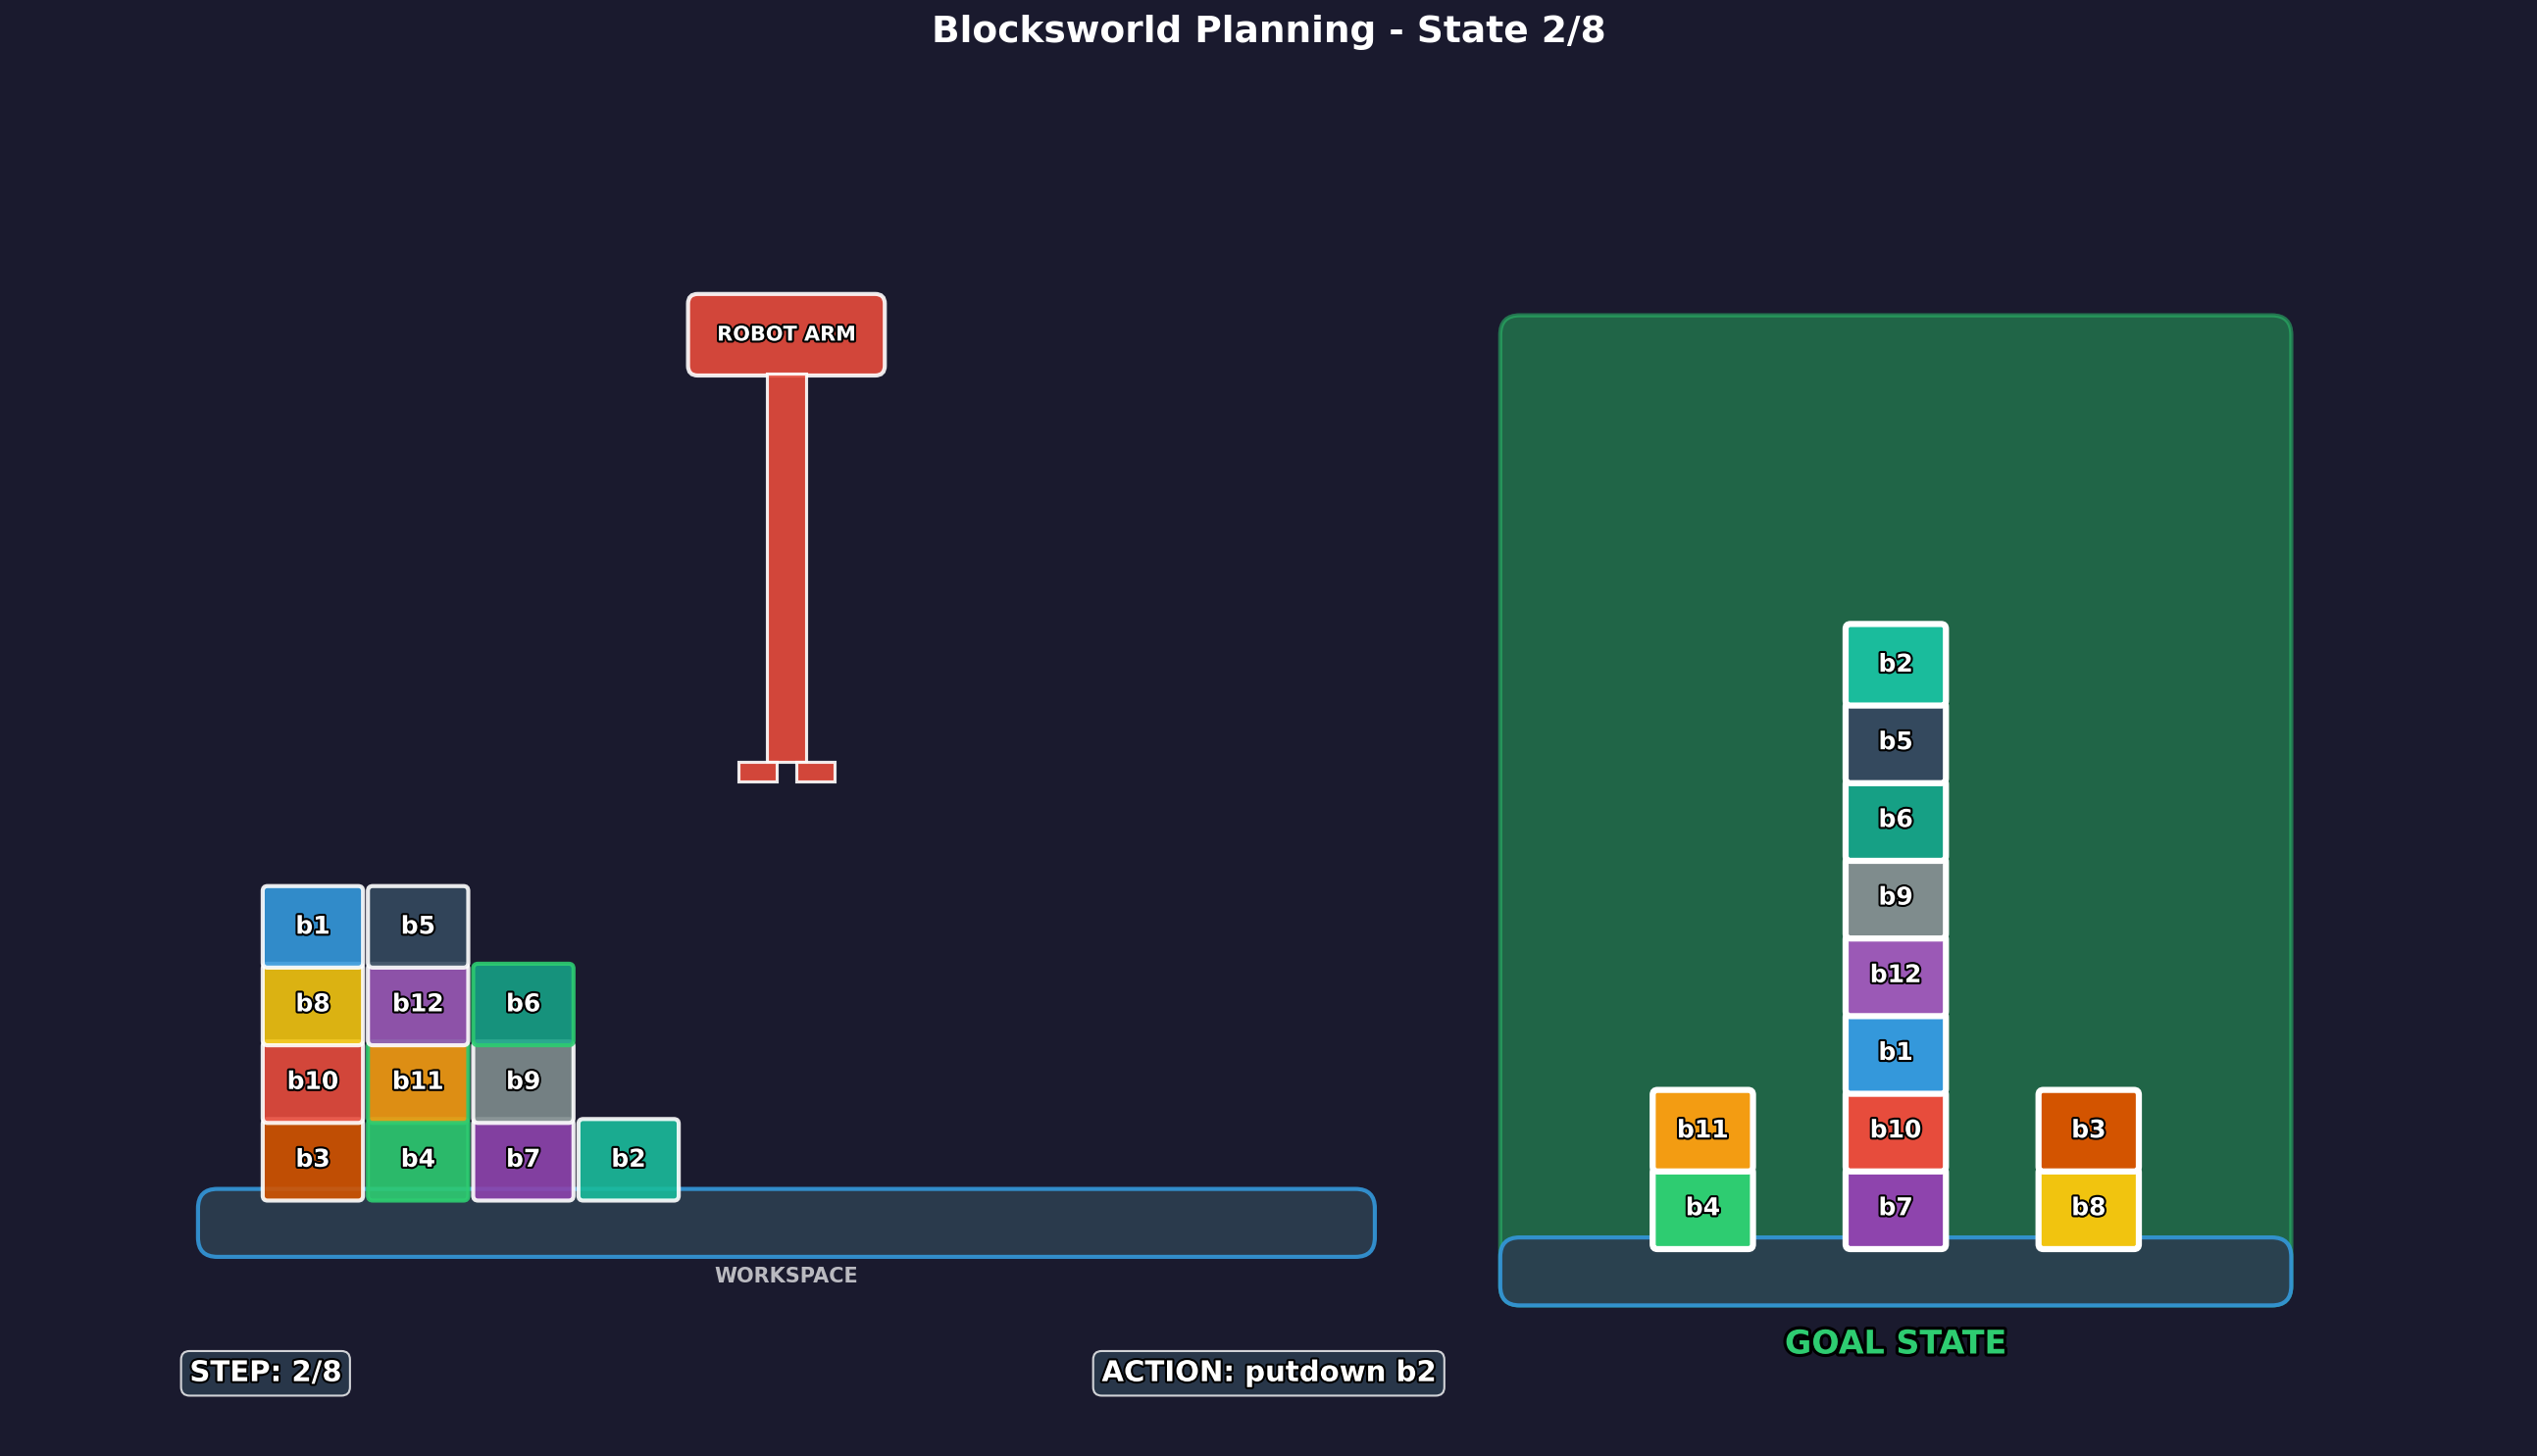 Blocksworld Planning - State 2/8
ROBOT ARM
b1 b5
b8 b12 b6
b10 b11 b9
b3 b4 b7 b2
WORKSPACE
b2
b5
b6
b9
b12
b1
b11 b10 b3
b4 b7 b8
GOAL STATE
STEP: 2/8
ACTION: putdown b2